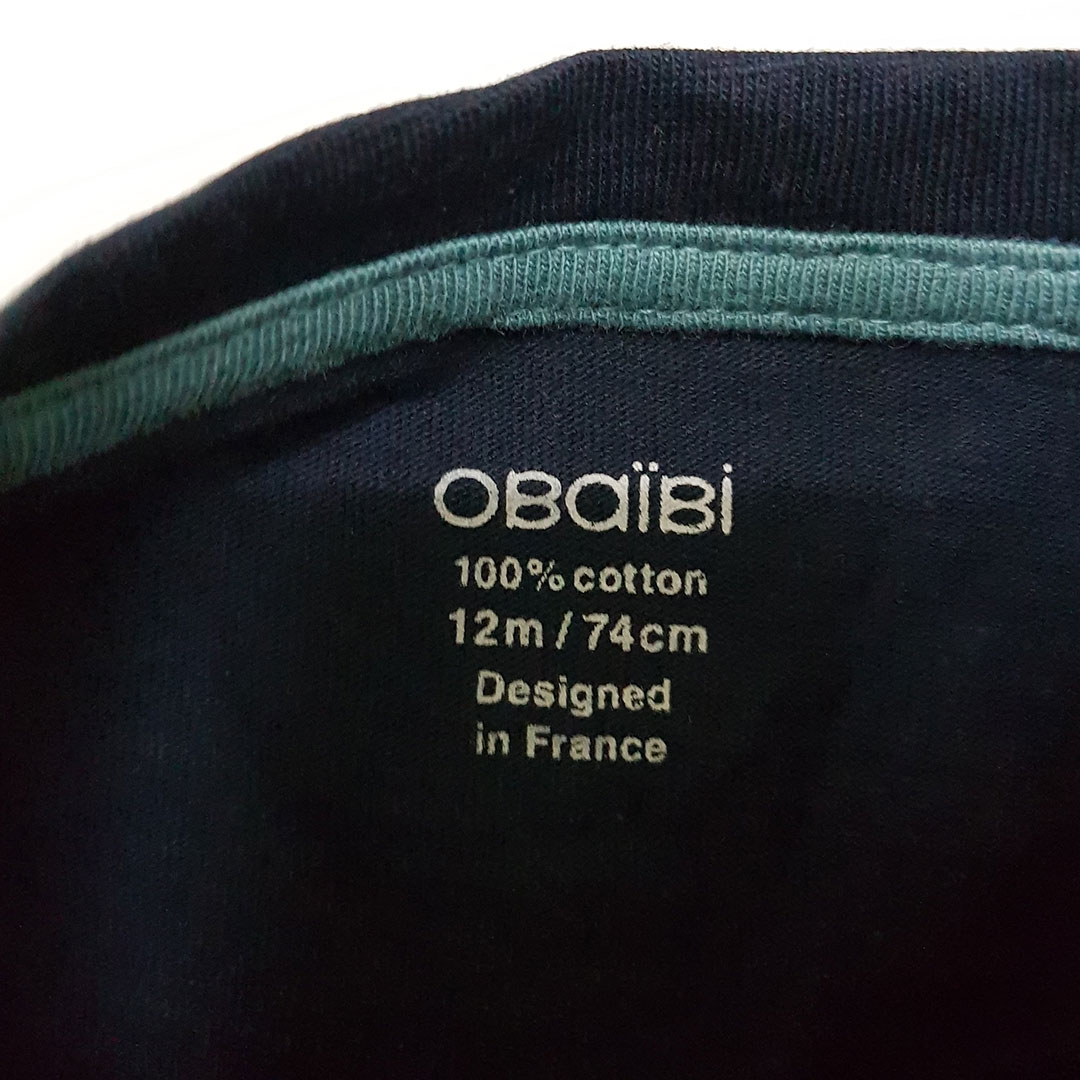 OBaïBi
100% cotton
12m / 74cm
Designed
in France